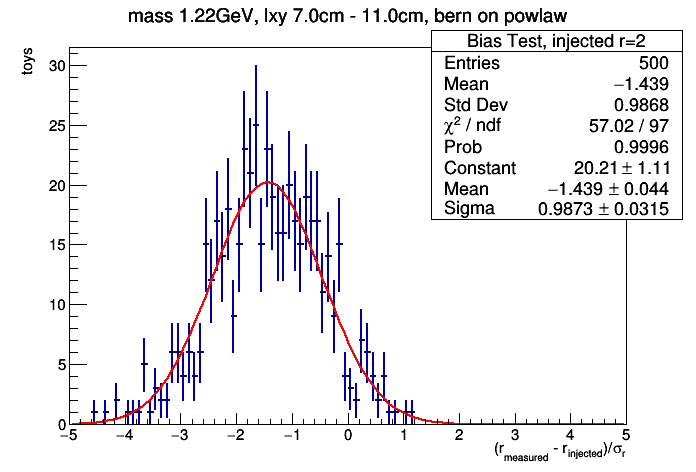 mass 1.22GeV, lxy 7.0cm - 11.0cm, bern on powlaw
toys
Bias Test, injected r=2
Entries 500
Mean −1.439
Std Dev 0.9868
χ² / ndf 57.02 / 97
Prob 0.9996
Constant 20.21 ± 1.11
Mean −1.439 ± 0.044
Sigma 0.9873 ± 0.0315
30
25
20
15
10
5
0
−5 −4 −3 −2 −1 0 1 2 3 4 5
(r_measured - r_injected)/σ_r